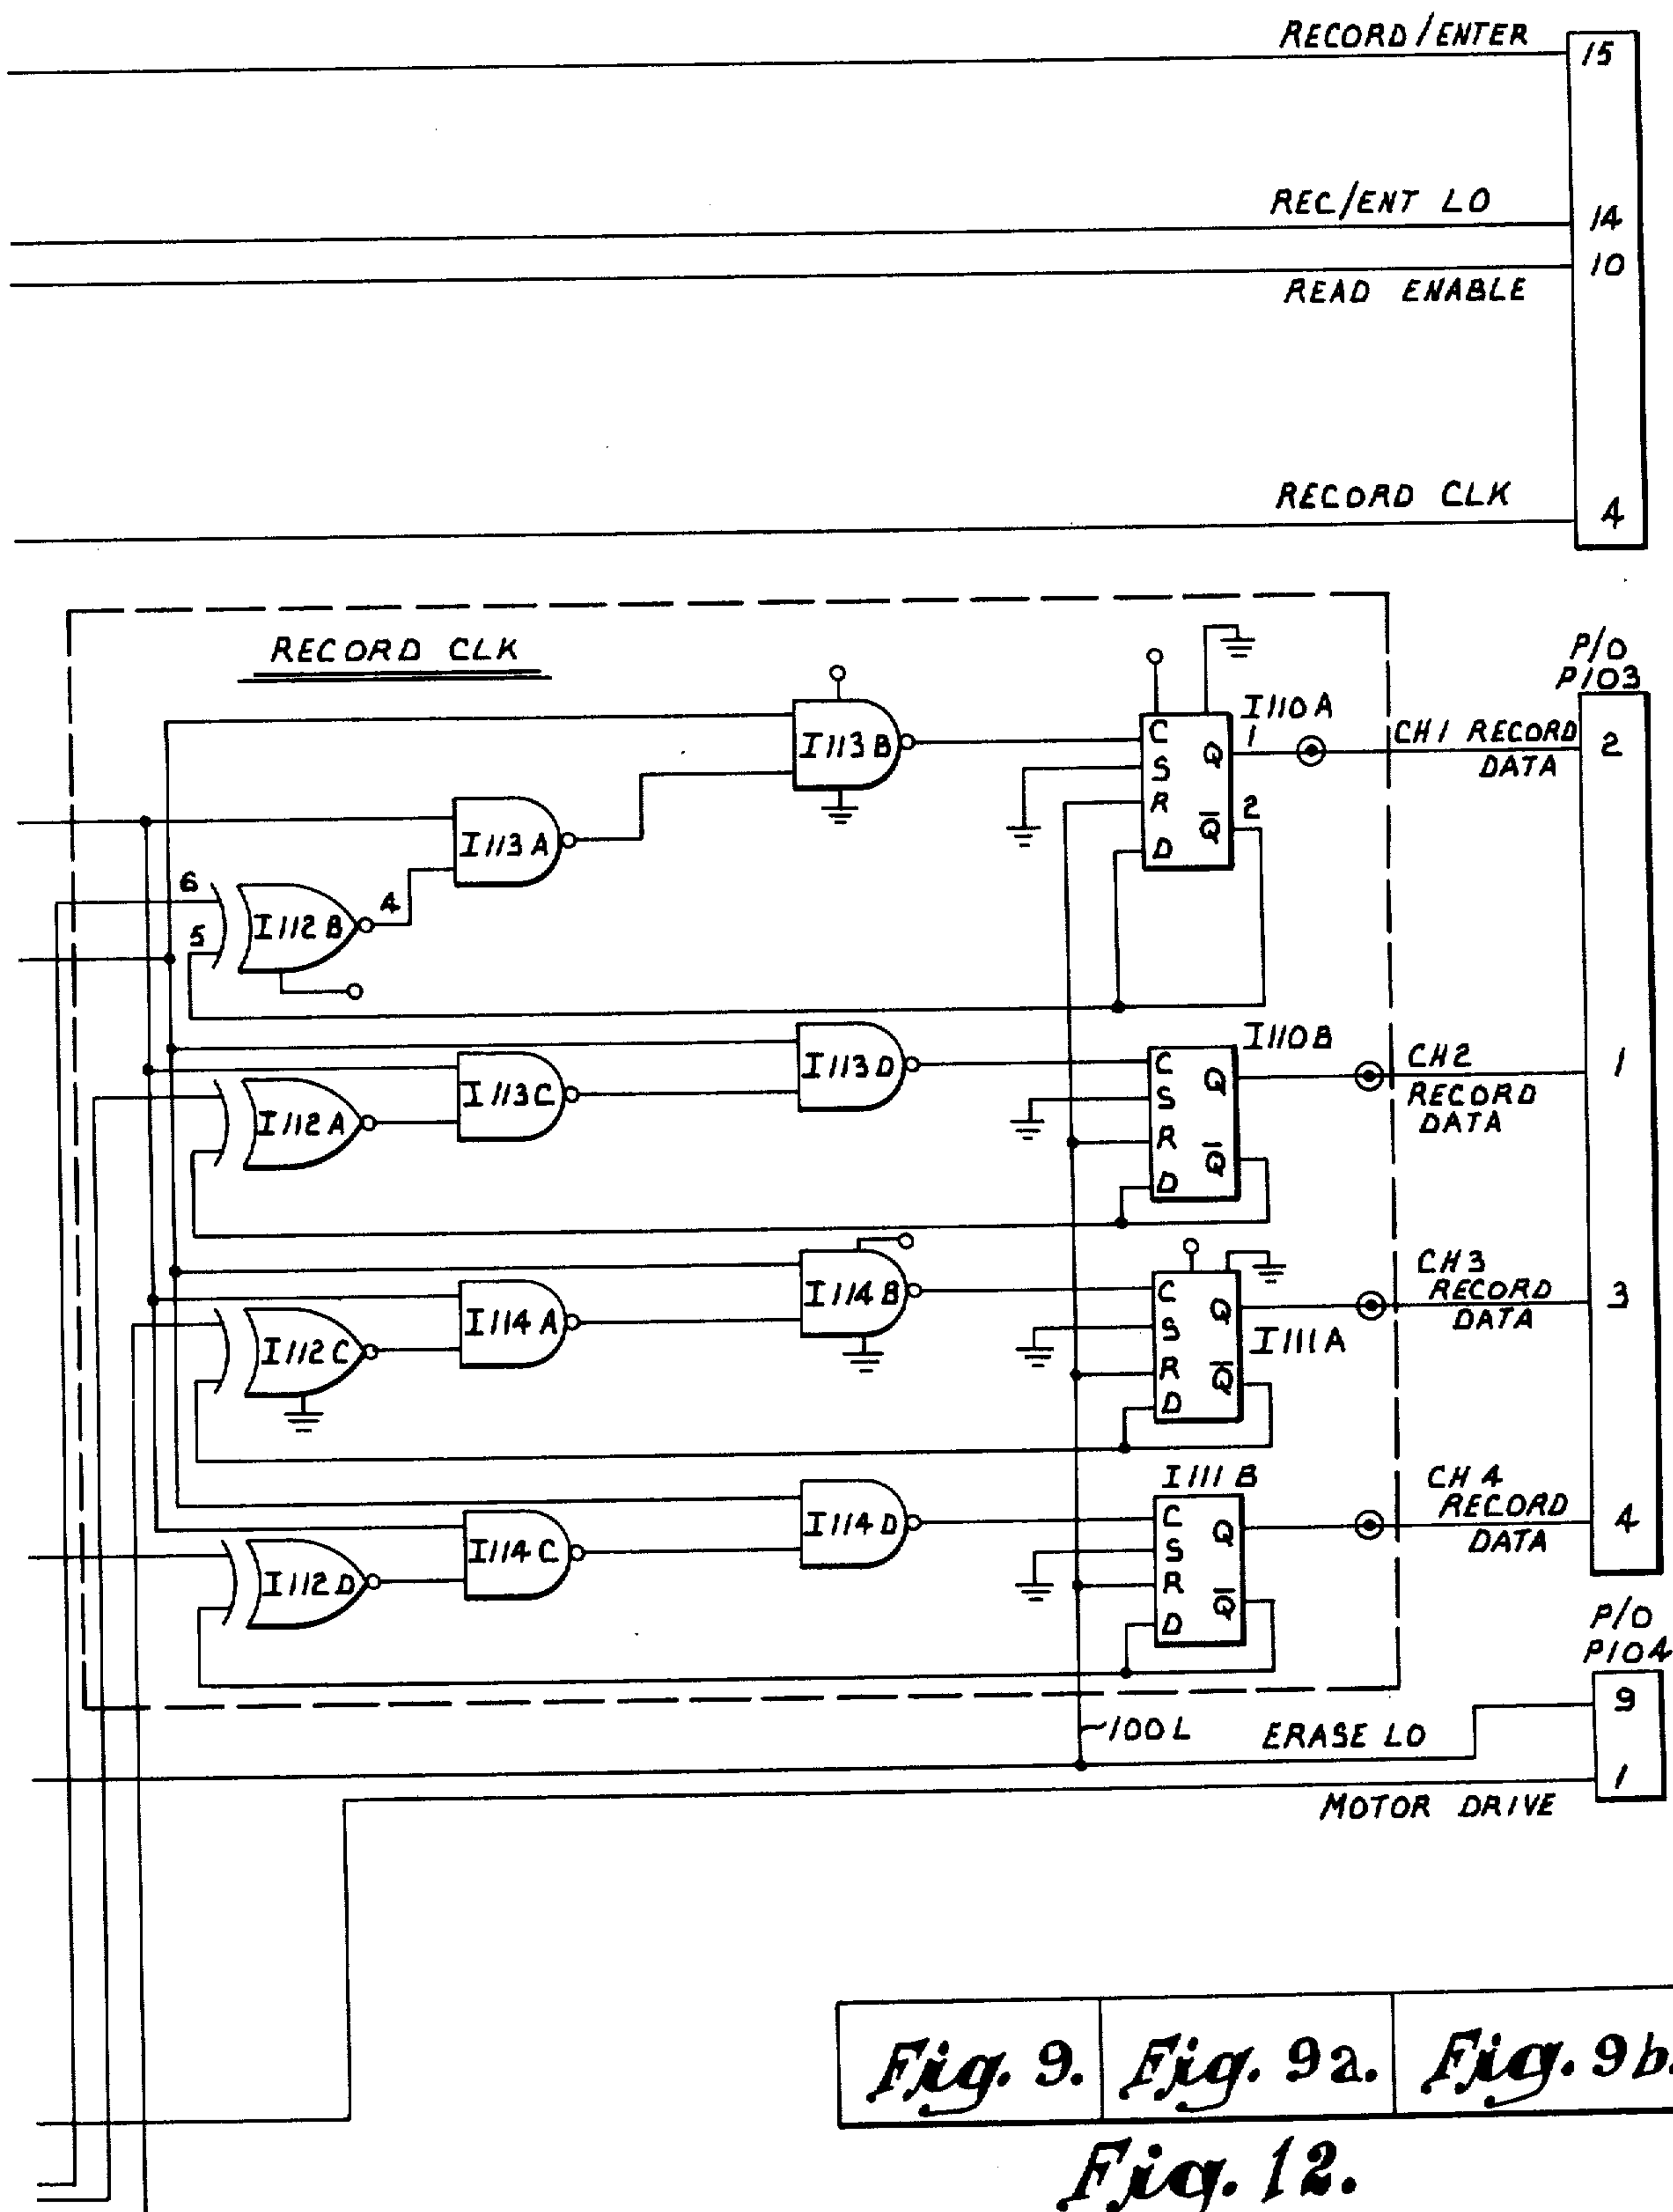 RECORD/ENTER
15
REC/ENT LO
14
10
READ ENABLE
RECORD CLK
4
RECORD CLK
P/O
P103
I113B
C
S
R
D
Q
Q̅
I110A
1
2
CH1 RECORD
DATA
2
I113A
6
5
I112B
4
I110B
I113D
C
S
R
D
Q
Q̅
CH2
RECORD
DATA
1
I113C
I112A
I114B
C
S
R
D
Q
Q̅
I111A
CH3
RECORD
DATA
3
I114A
I112C
I111B
I114D
C
S
R
D
Q
Q̅
CH4
RECORD
DATA
4
I114C
I112D
P/O
P104
9
100L
ERASE LO
1
MOTOR DRIVE
Fig. 9.
Fig. 9a.
Fig. 9b.
Fig. 12.